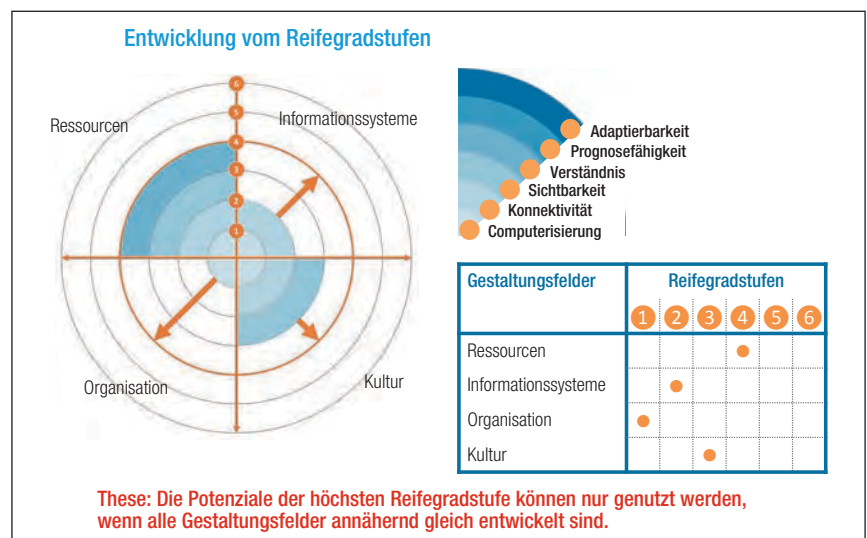 Entwicklung vom Reifegradstufen
Ressourcen
Informationssysteme
6
5
4
3
2
1
Organisation
Kultur
Adaptierbarkeit
Prognosefähigkeit
Verständnis
Sichtbarkeit
Konnektivität
Computerisierung
Gestaltungsfelder
Reifegradstufen
1 2 3 4 5 6
Ressourcen
Informationssysteme
Organisation
Kultur
These: Die Potenziale der höchsten Reifegradstufe können nur genutzt werden,
wenn alle Gestaltungsfelder annähernd gleich entwickelt sind.